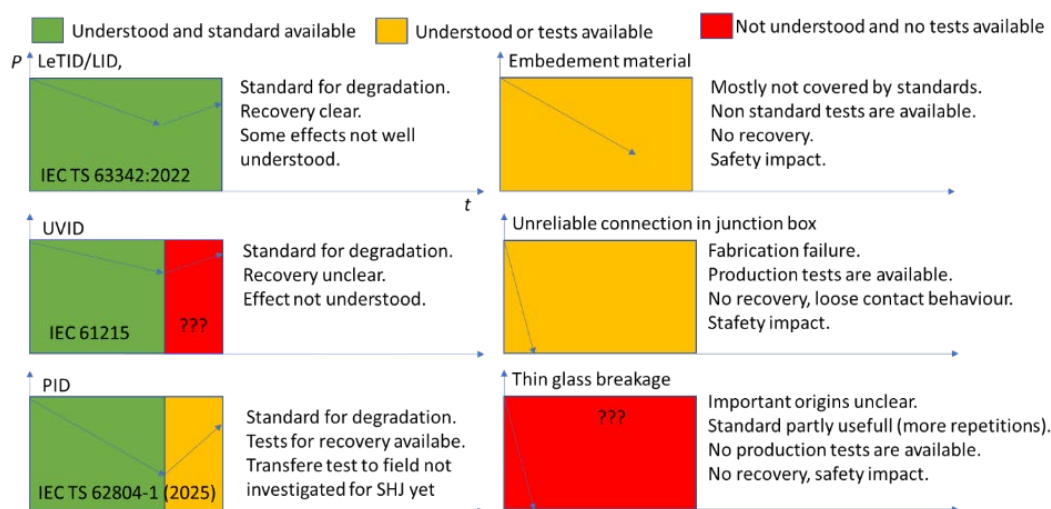 Understood and standard available
Understood or tests available
Not understood and no tests available
P
LeTID/LID,
Standard for degradation.
Recovery clear.
Some effects not well
understood.
IEC TS 63342:2022
t
Embedement material
Mostly not covered by standards.
Non standard tests are available.
No recovery.
Safety impact.
UVID
Standard for degradation.
Recovery unclear.
Effect not understood.
IEC 61215
???
Unreliable connection in junction box
Fabrication failure.
Production tests are available.
No recovery, loose contact behaviour.
Stafety impact.
PID
Standard for degradation.
Tests for recovery availabe.
Transfere test to field not
investigated for SHJ yet
IEC TS 62804-1 (2025)
Thin glass breakage
???
Important origins unclear.
Standard partly usefull (more repetitions).
No production tests are available.
No recovery, safety impact.